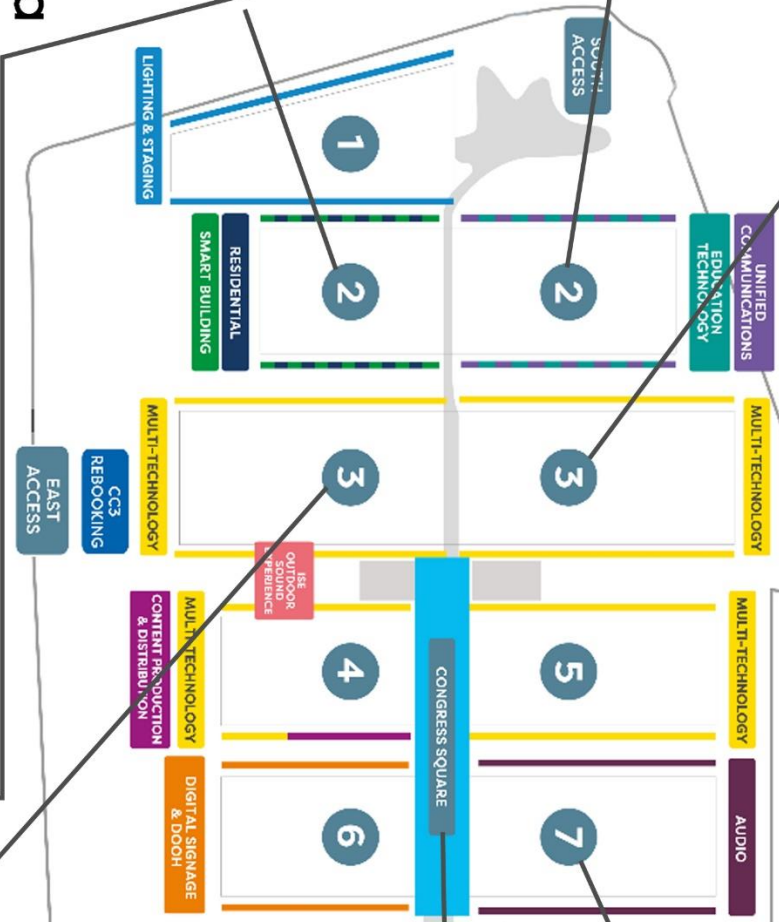 a
SOUTH
ACCESS
LIGHTING & STAGING
1
SMART BUILDING
RESIDENTIAL
2
2
EDUCATION
TECHNOLOGY
UNIFIED
COMMUNICATIONS
MULTI-TECHNOLOGY
3
3
MULTI-TECHNOLOGY
EAST
ACCESS
CC3
REBOOKING
ISE
OUTDOOR
SOUND
EXPERIENCE
CONTENT PRODUCTION
& DISTRIBUTION
MULTI-TECHNOLOGY
4
CONGRESS SQUARE
5
MULTI-TECHNOLOGY
DIGITAL SIGNAGE
& DOOH
6
7
AUDIO